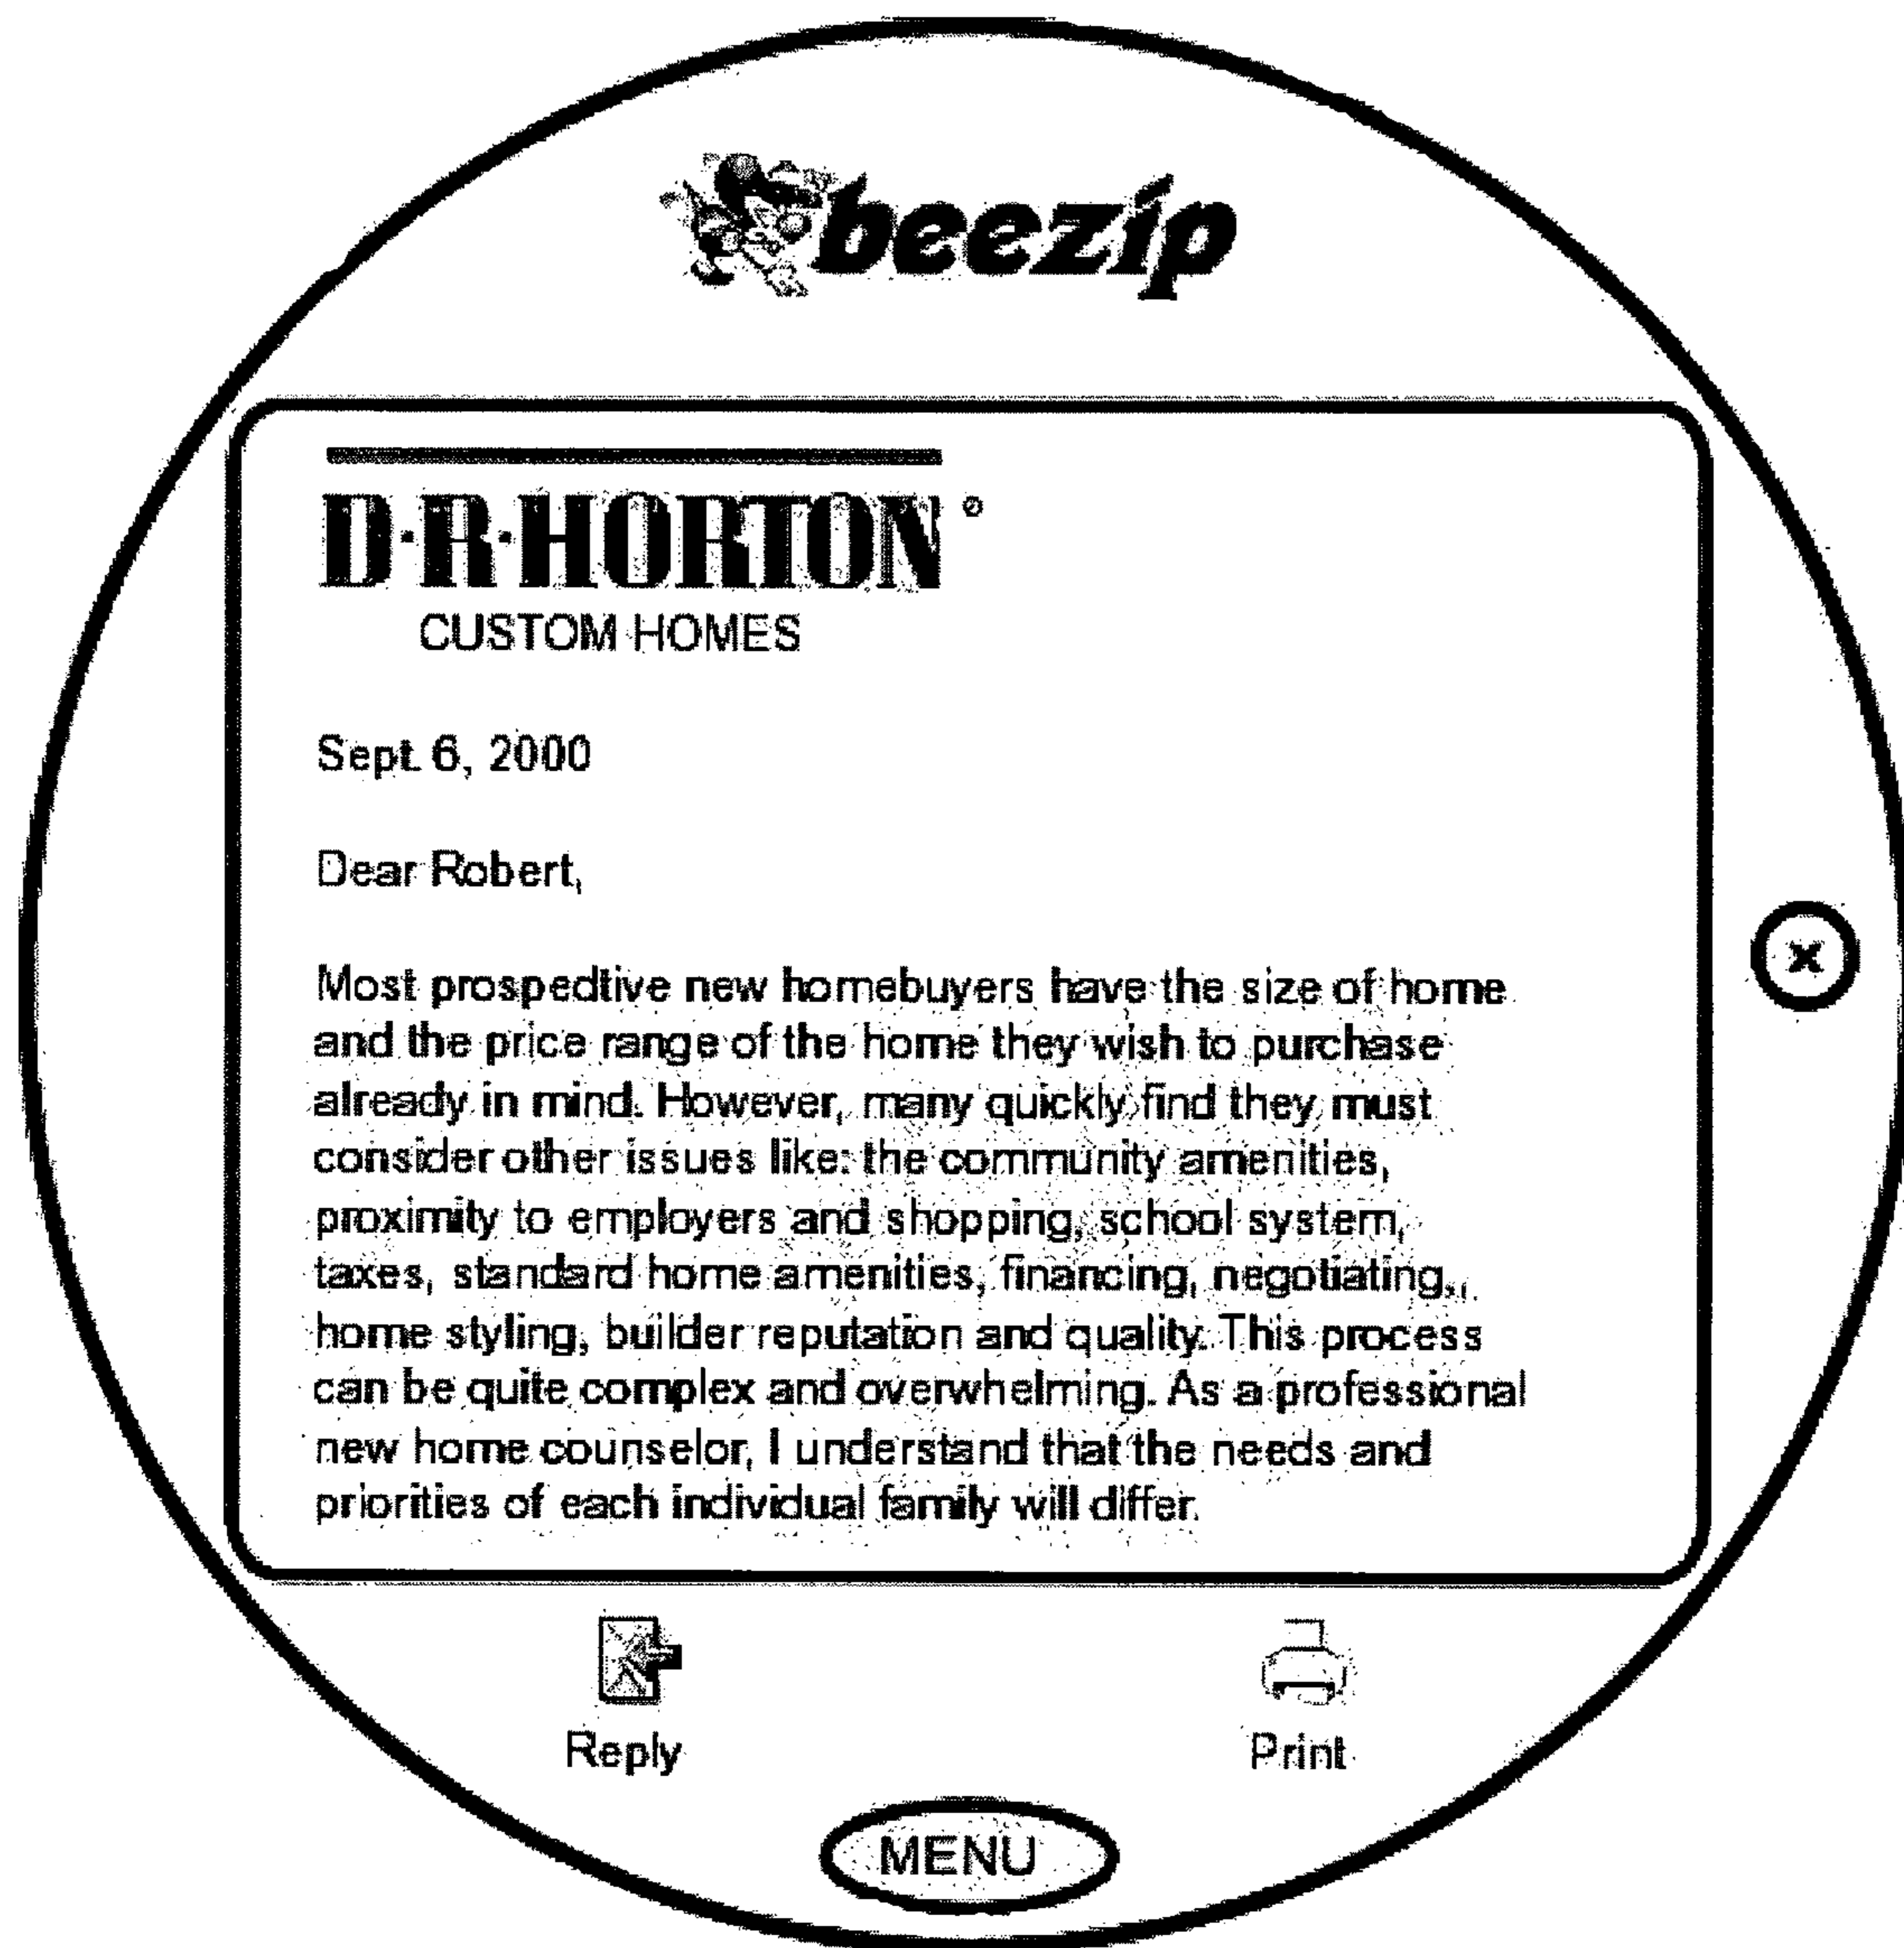 beezip
D·R·HORTON®
CUSTOM HOMES
Sept. 6, 2000
Dear Robert,
x
Most prospedtive new homebuyers have the size of home
and the price range of the home they wish to purchase
already in mind. However, many quickly find they must
consider other issues like: the community amenities,
proximity to employers and shopping, school system,
taxes, standard home amenities, financing, negotiating,
home styling, builder reputation and quality. This process
can be quite complex and overwhelming. As a professional
new home counselor, I understand that the needs and
priorities of each individual family will differ.
Reply
Print
MENU